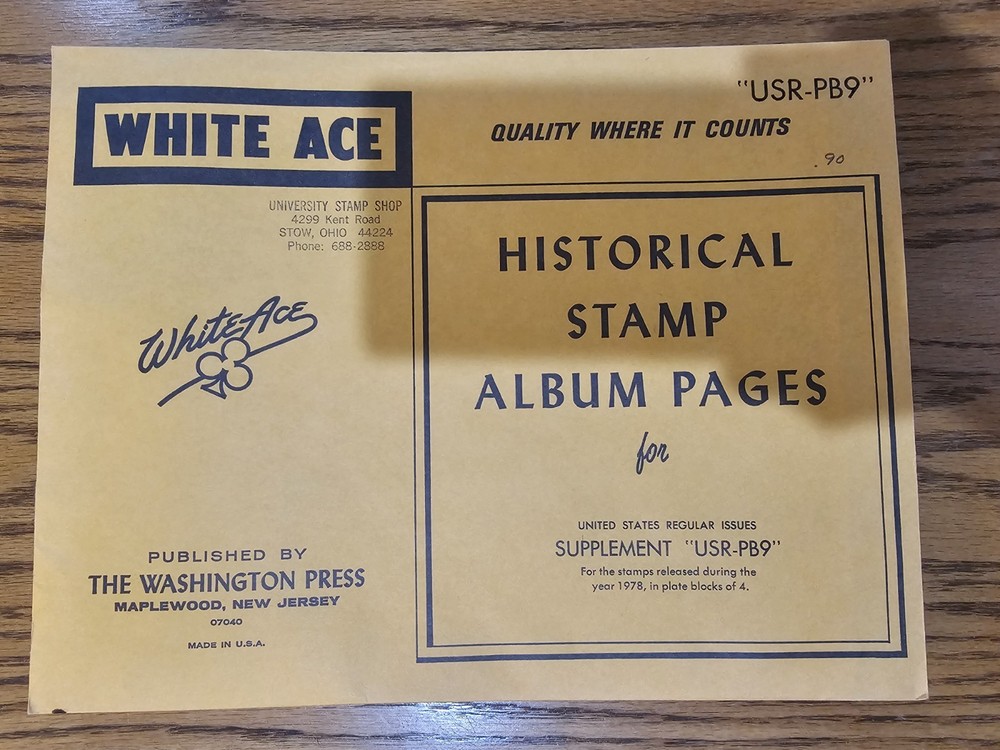 WHITE ACE
"USR-PB9"
QUALITY WHERE IT COUNTS
.90
UNIVERSITY STAMP SHOP
4299 Kent Road
STOW, OHIO 44224
Phone: 688-2888
White Ace
HISTORICAL
STAMP
ALBUM PAGES
for
UNITED STATES REGULAR ISSUES
SUPPLEMENT "USR-PB9"
For the stamps released during the
year 1978, in plate blocks of 4.
PUBLISHED BY
THE WASHINGTON PRESS
MAPLEWOOD, NEW JERSEY
07040
MADE IN U.S.A.